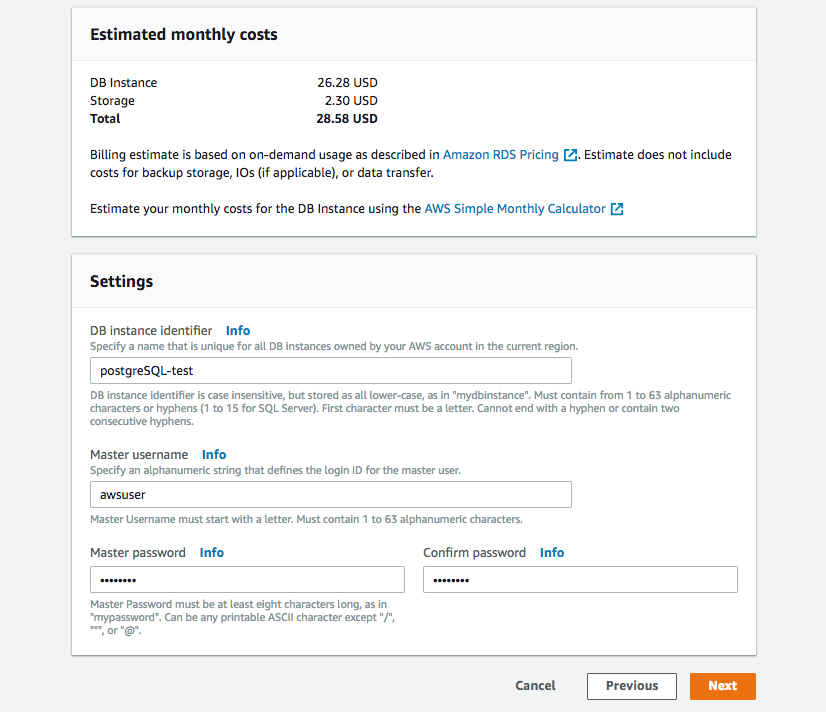 Estimated monthly costs
DB Instance 26.28 USD
Storage 2.30 USD
Total 28.58 USD
Billing estimate is based on on-demand usage as described in Amazon RDS Pricing. Estimate does not include
costs for backup storage, IOs (if applicable), or data transfer.
Estimate your monthly costs for the DB Instance using the AWS Simple Monthly Calculator
Settings
DB instance identifier Info
Specify a name that is unique for all DB instances owned by your AWS account in the current region.
postgreSQL-test
DB instance identifier is case insensitive, but stored as all lower-case, as in "mydbinstance". Must contain from 1 to 63 alphanumeric
characters or hyphens (1 to 15 for SQL Server). First character must be a letter. Cannot end with a hyphen or contain two
consecutive hyphens.
Master username Info
Specify an alphanumeric string that defines the login ID for the master user.
awsuser
Master Username must start with a letter. Must contain 1 to 63 alphanumeric characters.
Master password Info Confirm password Info
•••••••• ••••••••
Master Password must be at least eight characters long, as in
"mypassword". Can be any printable ASCII character except "/",
""", or "@".
Cancel Previous Next